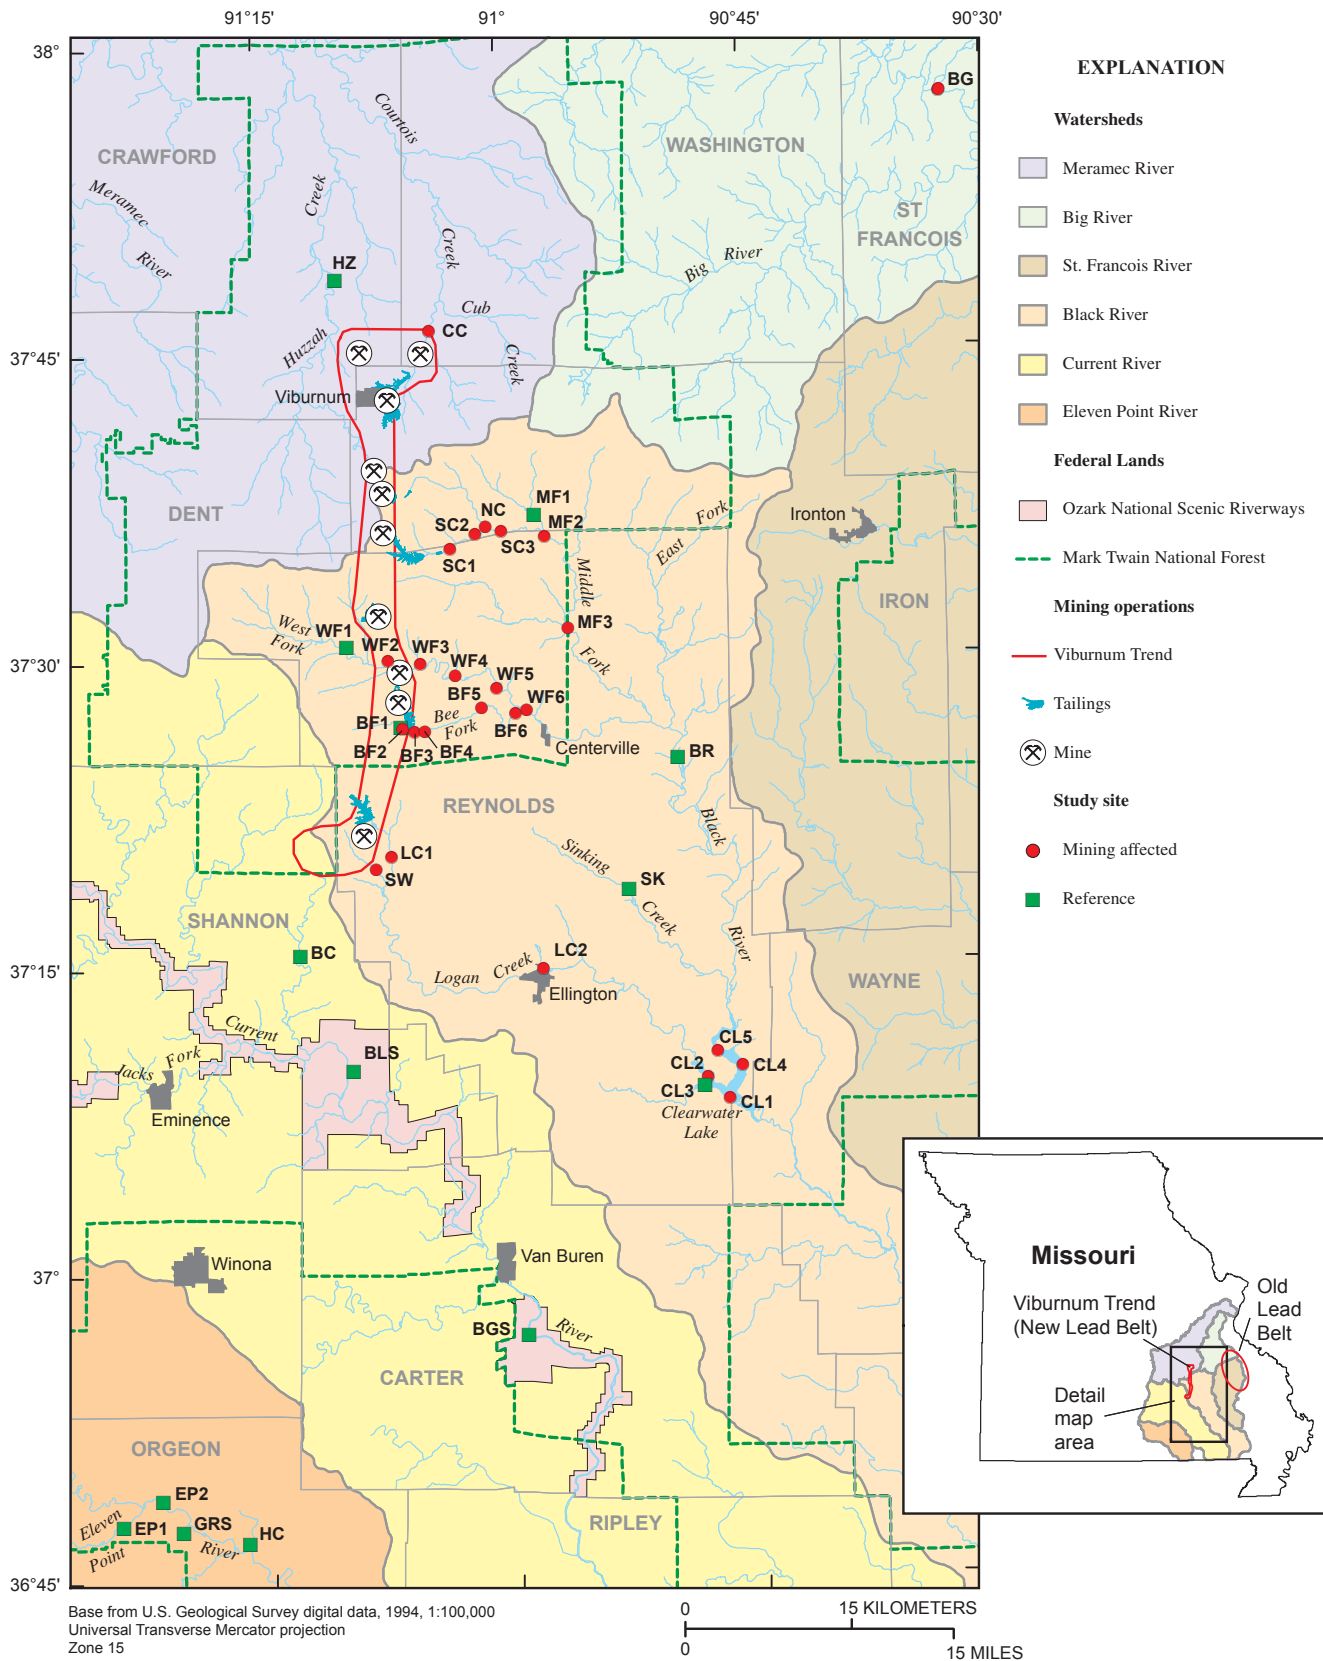 91°15'
91°
90°45'
90°30'
38°
37°45'
37°30'
37°15'
37°
36°45'
BG
CRAWFORD
WASHINGTON
ST
FRANCOIS
Courtois
Creek
Meramec
River
Creek
Huzzah
HZ
Big
River
Cub
Creek
CC
Viburnum
DENT
MF1
NC
SC2
MF2
SC3
SC1
East
Fork
Ironton
IRON
Middle
Fork
MF3
West
Fork
WF1
WF2
WF3
WF4
WF5
WF6
BF5
BF6
Bee
Fork
BF1
BF2
BF3
BF4
Centerville
BR
REYNOLDS
Black
River
Sinking
Creek
SK
LC1
SW
SHANNON
BC
LC2
Logan
Creek
Ellington
WAYNE
Current
Jacks
Fork
BLS
Eminence
CL5
CL4
CL2
CL3
CL1
Clearwater
Lake
Winona
Van Buren
BGS
River
CARTER
ORGEON
EP2
Eleven
EP1
GRS
HC
Point
River
RIPLEY
EXPLANATION
Watersheds
Meramec River
Big River
St. Francois River
Black River
Current River
Eleven Point River
Federal Lands
Ozark National Scenic Riverways
Mark Twain National Forest
Mining operations
Viburnum Trend
Tailings
Mine
Study site
Mining affected
Reference
Missouri
Viburnum Trend
(New Lead Belt)
Old
Lead
Belt
Detail
map
area
Base from U.S. Geological Survey digital data, 1994, 1:100,000
Universal Transverse Mercator projection
Zone 15
0
15 KILOMETERS
0
15 MILES